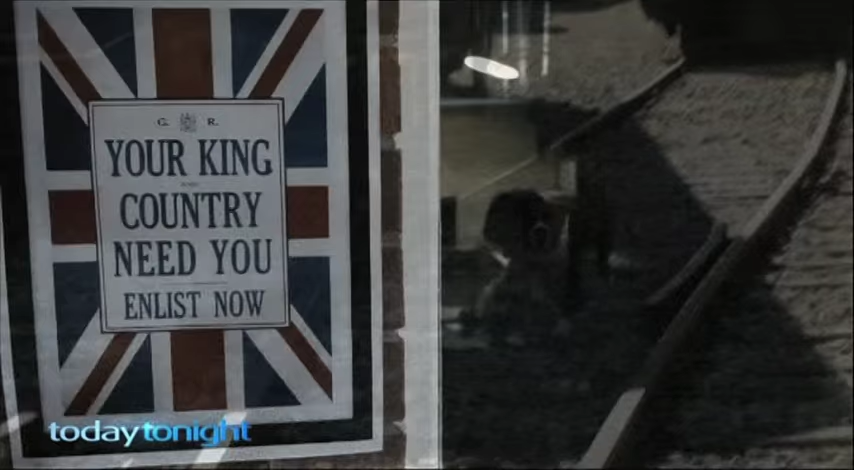 G. R.
YOUR KING
COUNTRY
NEED YOU
ENLIST NOW
todaytonight